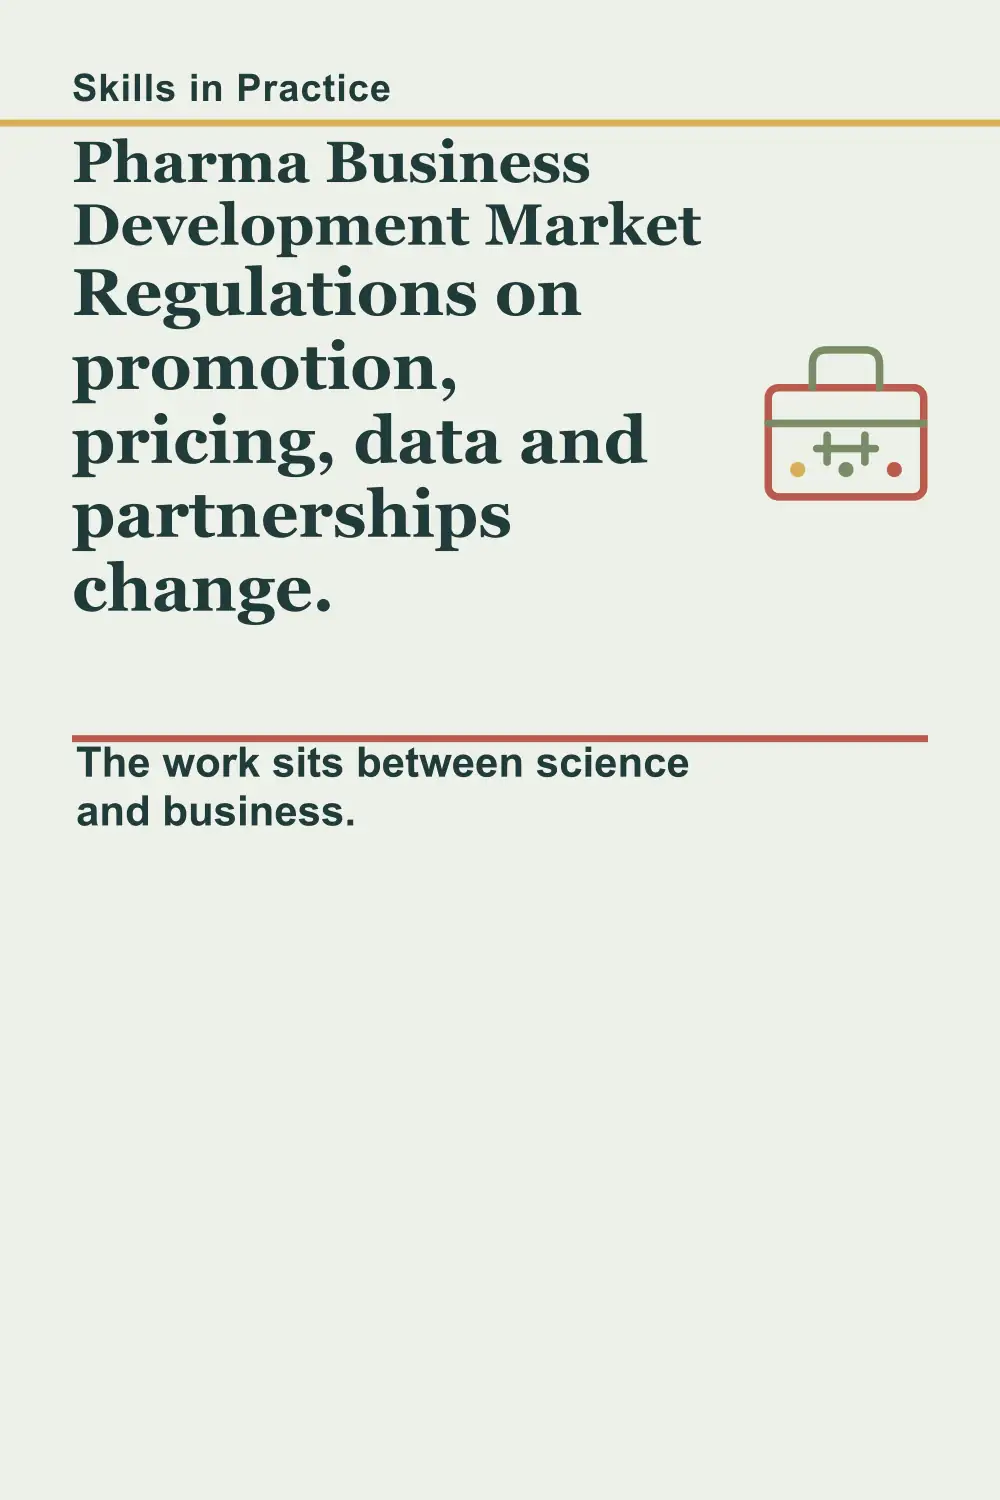 Skills in Practice
Pharma Business
Development Market
Regulations on
promotion,
pricing, data and
partnerships
change.
The work sits between science
and business.